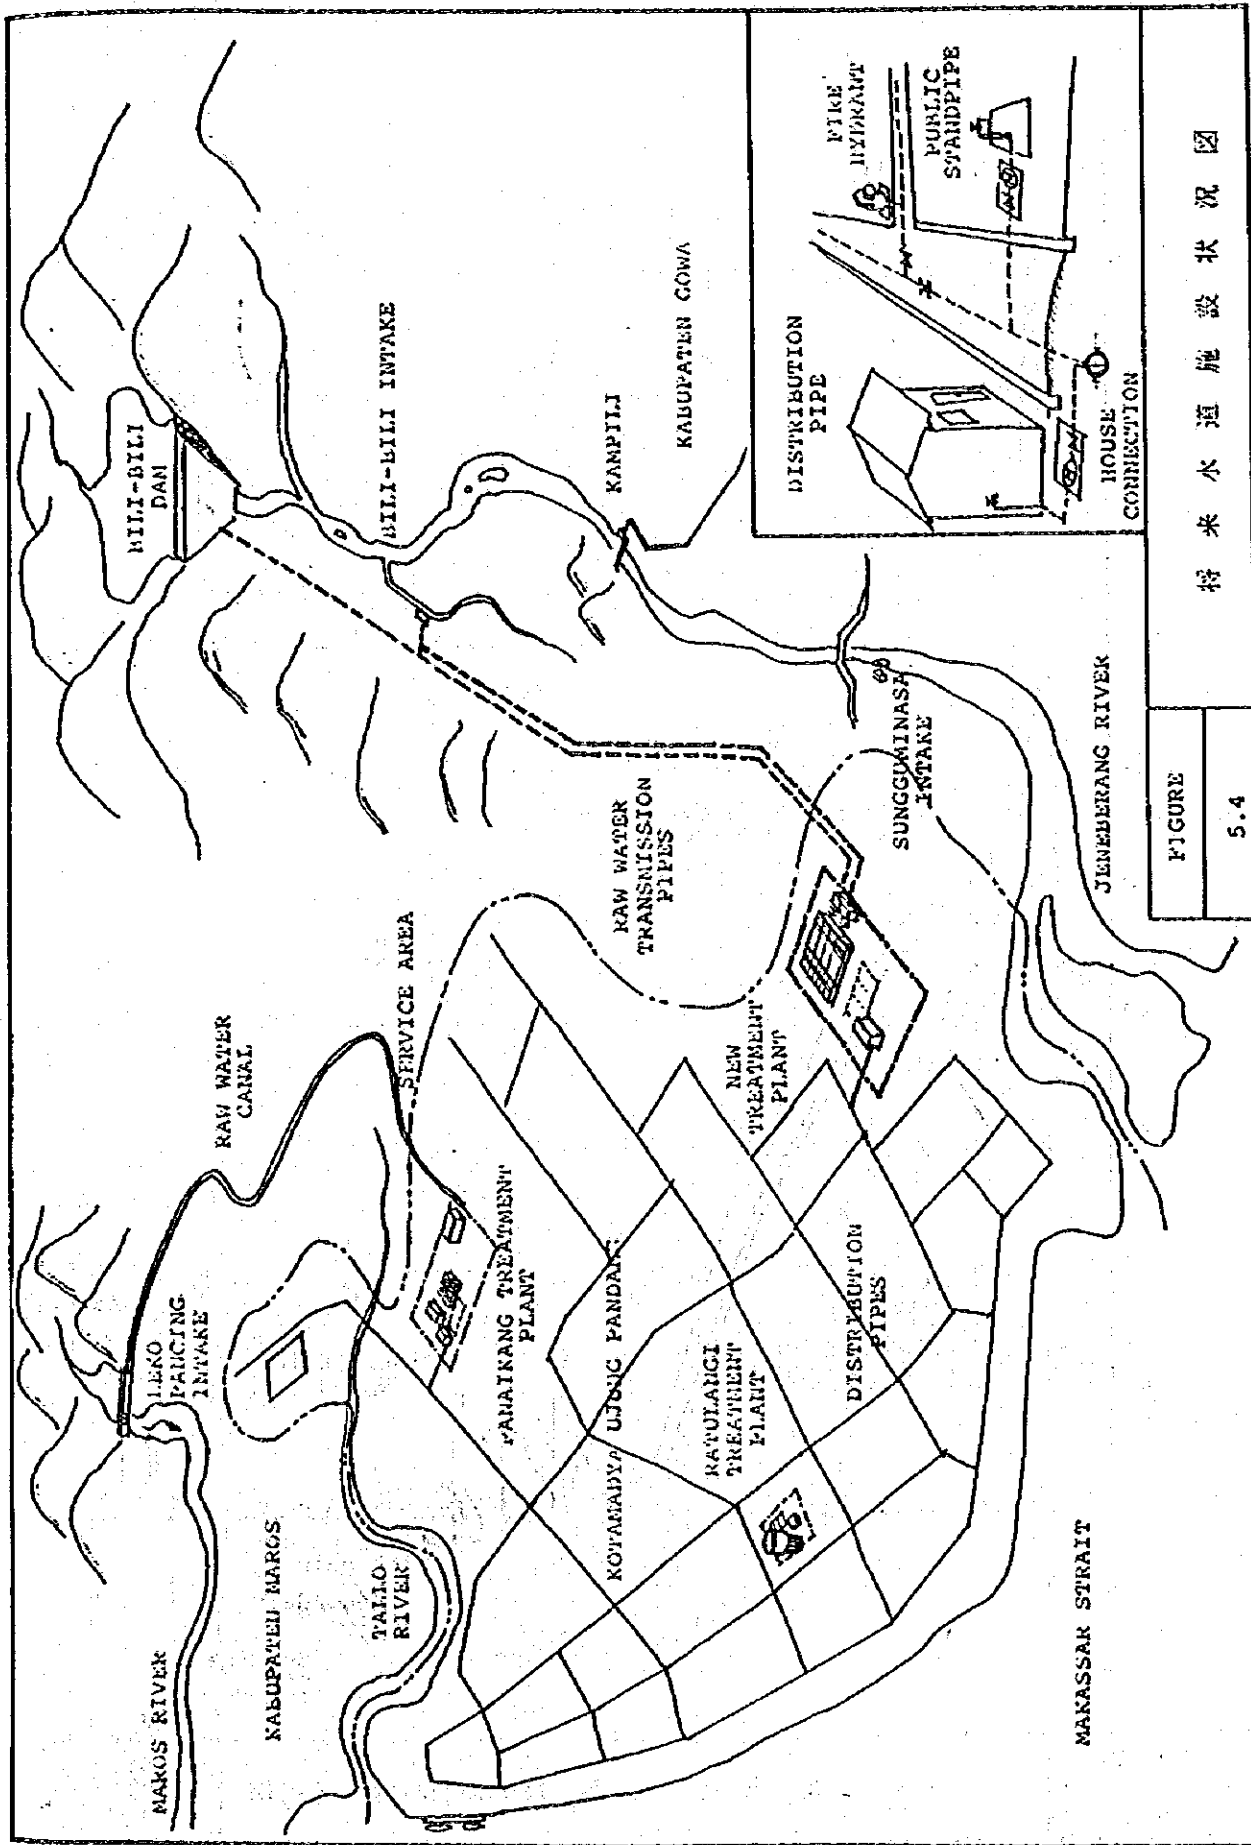 MAROS RIVER
LEKO
PANCING
INTAKE
RAW WATER
CANAL
BILI-BILI
DAM
KABUPATEN MAROS
TALLO
RIVER
SERVICE AREA
BILI-BILI INTAKE
PANAIKANG TREATMENT
PLANT
KOTAMADYA UJUNG PANDANG
RAW WATER
TRANSMISSION
PIPES
KAMPILI
KABUPATEN GOWA
RATULANGI
TREATMENT
PLANT
NEW
TREATMENT
PLANT
DISTRIBUTION
PIPES
SUNGGUMINASA
INTAKE
JENEBERANG RIVER
MAKASSAR STRAIT
DISTRIBUTION
PIPE
FIRE
HYDRANT
PUBLIC
STANDPIPE
HOUSE
CONNECTION
FIGURE
5.4
将来水道施設状況図